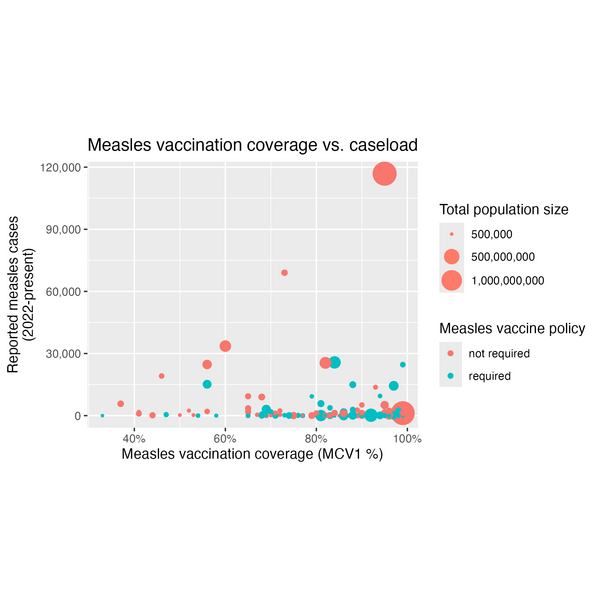 Measles vaccination coverage vs. caseload
120,000
90,000
60,000
30,000
0
Reported measles cases
(2022-present)
40%
60%
80%
100%
Measles vaccination coverage (MCV1 %)
Total population size
500,000
500,000,000
1,000,000,000
Measles vaccine policy
not required
required